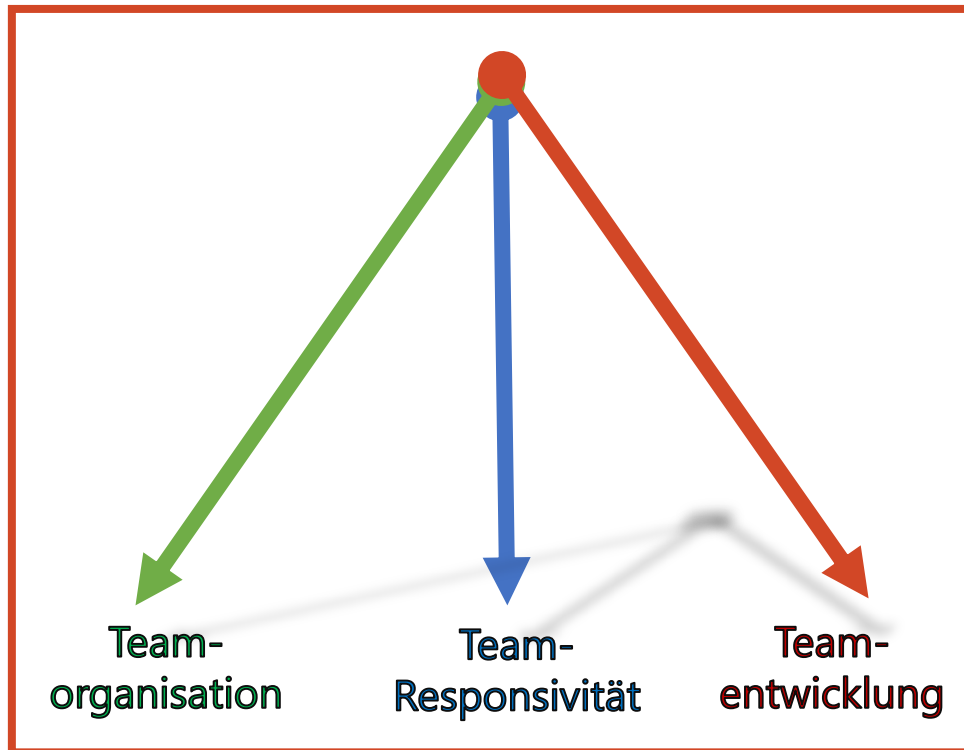 Team-
organisation
Team-
Responsivität
Team-
entwicklung